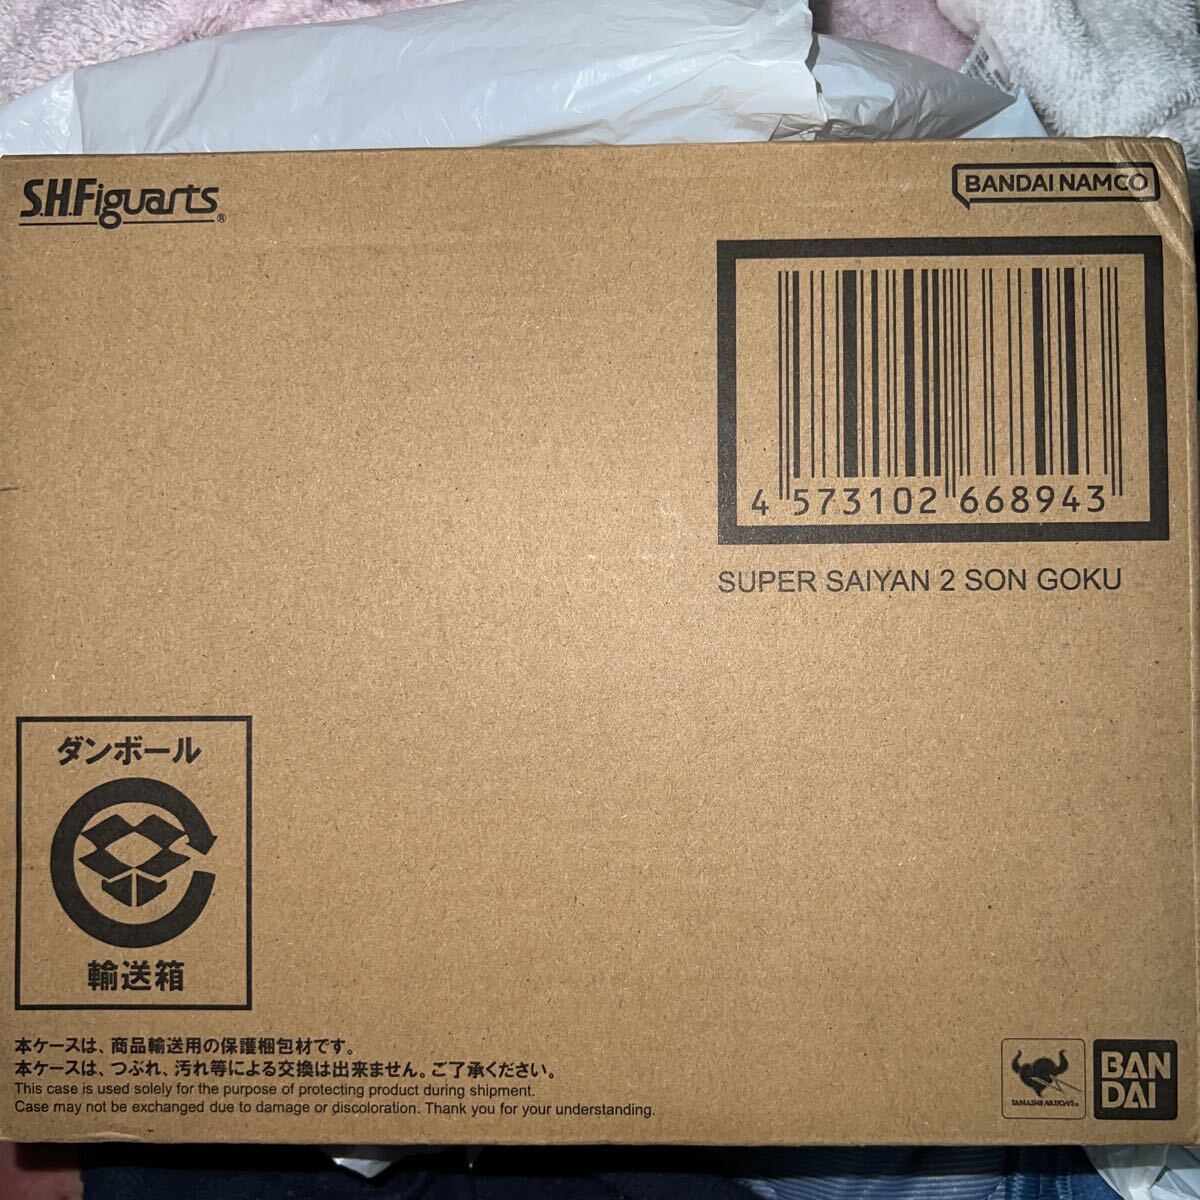 S.H.Figuarts®
BANDAI NAMCO
4 573102 668943
SUPER SAIYAN 2 SON GOKU
ダンボール
輸送箱
本ケースは、商品輸送用の保護梱包材です。
本ケースは、つぶれ、汚れ等による交換は出来ません。ご了承ください。
This case is used solely for the purpose of protecting product during shipment.
Case may not be exchanged due to damage or discoloration. Thank you for your understanding.
TAMASHII NATIONS®
BAN
DAI